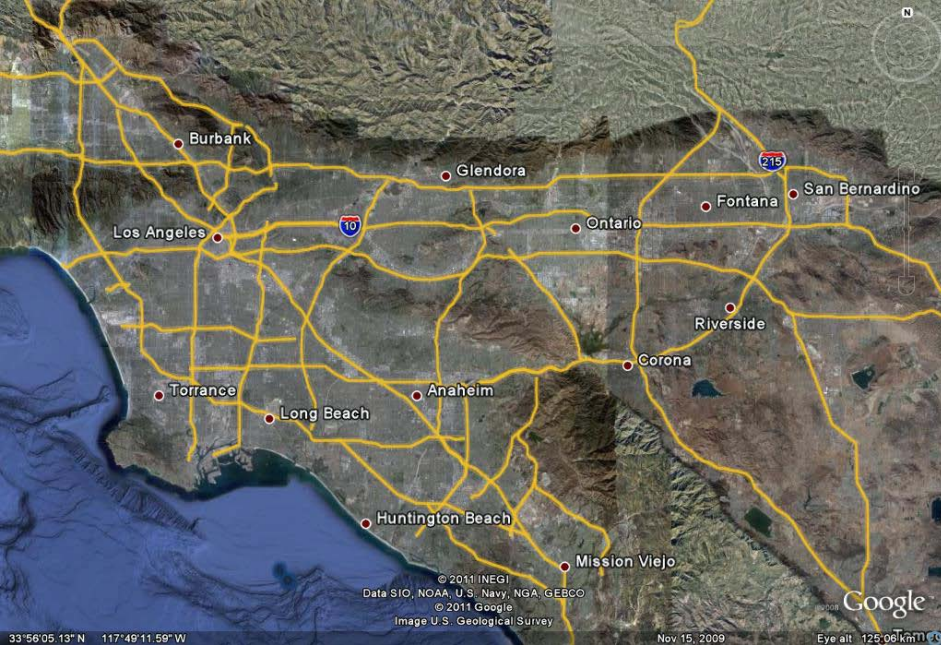 N
Burbank
215
Glendora
San Bernardino
Fontana
Los Angeles
10
Ontario
Riverside
Corona
Torrance
Anaheim
Long Beach
Huntington Beach
Mission Viejo
© 2011 INEGI
Data SIO, NOAA, U.S. Navy, NGA, GEBCO
© 2011 Google
Image U.S. Geological Survey
©2008 Google
33°56'05.13" N 117°49'11.59" W Nov 15, 2009 Eye alt 125.06 km